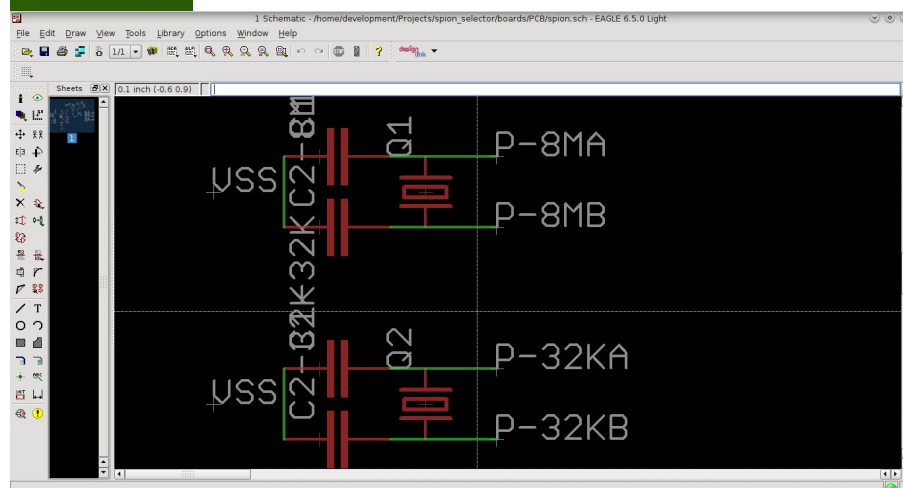 1 Schematic - /home/development/Projects/spion_selector/boards/PCB/spion.sch - EAGLE 6.5.0 Light
File Edit Draw View Tools Library Options Window Help
1/1
design link
Sheets
0.1 inch (-0.6 0.9)
1
Q1
P-8MA
VSS
P-8MB
Q2
P-32KA
VSS
P-32KB